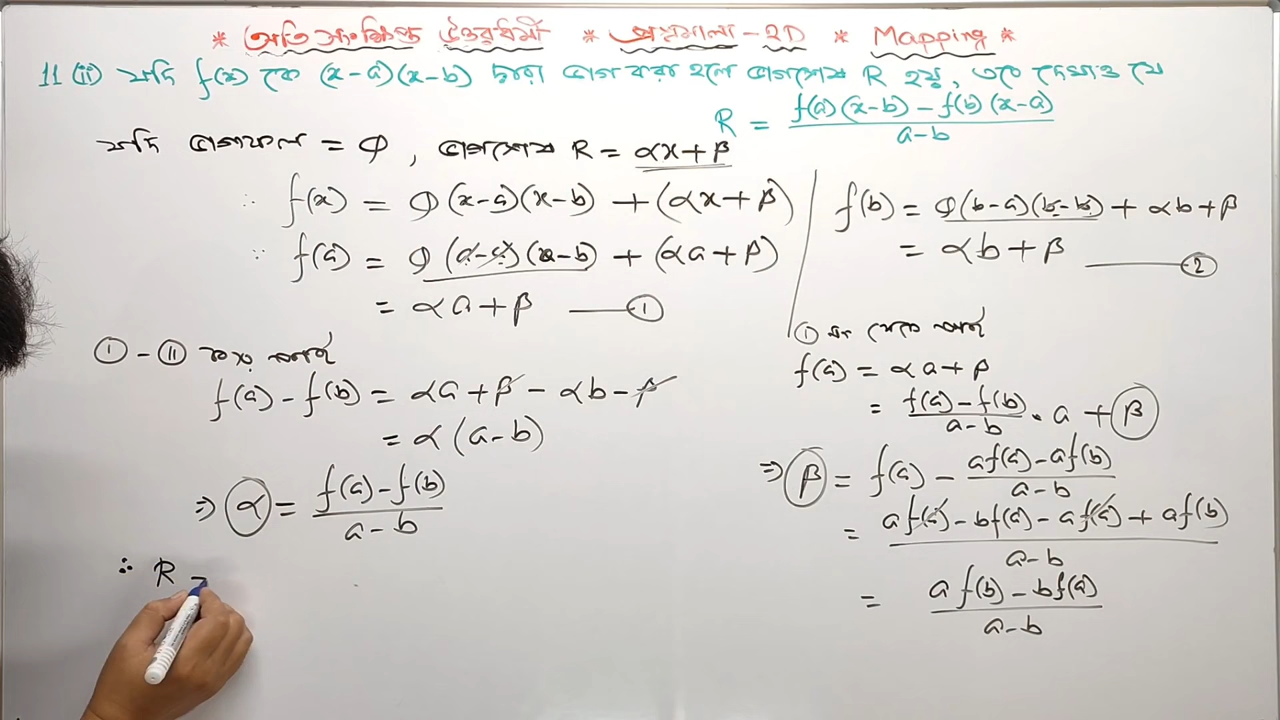 * অতি সংক্ষিপ্ত উত্তরধর্মী * প্রশ্নমালা - 2D * Mapping *
11 (ii) যদি f(x) কে (x-a)(x-b) দ্বারা ভাগ করা হলে ভাগশেষ R হয়, তবে দেখাও যে
R = f(a)(x-b) - f(b)(x-a) / a-b
যদি ভাগফল = Q , ভাগশেষ R = αx+β
∴ f(x) = Q(x-a)(x-b) + (αx+β)
∵ f(a) = Q(a-a)(a-b) + (αa+β)
= αa+β —— ①
① - ⑪ করে পাই
f(a) - f(b) = αa+β - αb-β
= α(a-b)
⇒ α = f(a)-f(b) / a-b
∴ R =
f(b) = Q(b-a)(b-b) + αb+β
= αb+β —— ②
① এর থেকে পাই
f(a) = αa+β
= f(a)-f(b) / a-b · a + β
⇒ β = f(a) - af(a)-af(b) / a-b
= af(a) - bf(a) - af(a) + af(b) / a-b
= af(b) - bf(a) / a-b